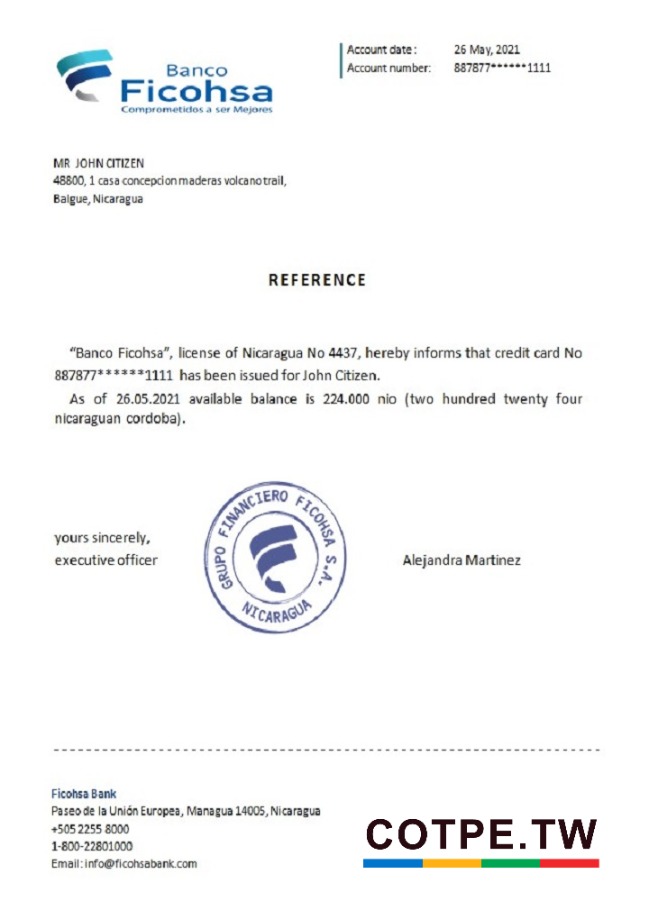 Banco
Ficohsa
Comprometidos a ser Mejores
Account date : 26 May, 2021
Account number: 887877******1111
MR JOHN CITIZEN
48800, 1 casa concepcion maderas volcano trail,
Balgue, Nicaragua
REFERENCE
“Banco Ficohsa”, license of Nicaragua No 4437, hereby informs that credit card No
887877******1111 has been issued for John Citizen.
As of 26.05.2021 available balance is 224.000 nio (two hundred twenty four
nicaraguan cordoba).
yours sincerely,
executive officer
GRUPO FINANCIERO FICOHSA S.A.
NICARAGUA
Alejandra Martinez
Ficohsa Bank
Paseo de la Unión Europea, Managua 14005, Nicaragua
+505 2255 8000
1-800-22801000
Email: info@ficohsabank.com
COTPE.TW